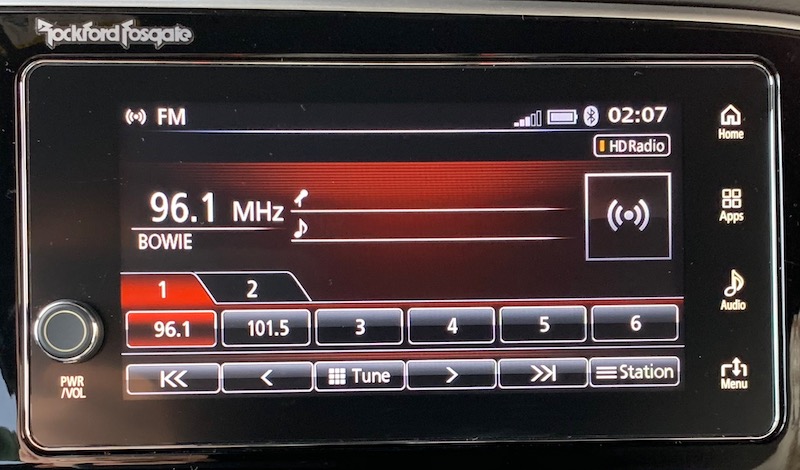 Rockford Fosgate
FM
02:07
HD Radio
Home
96.1 MHz
BOWIE
Apps
1
2
96.1
101.5
3
4
5
6
Audio
Tune
Station
PWR
/VOL
Menu